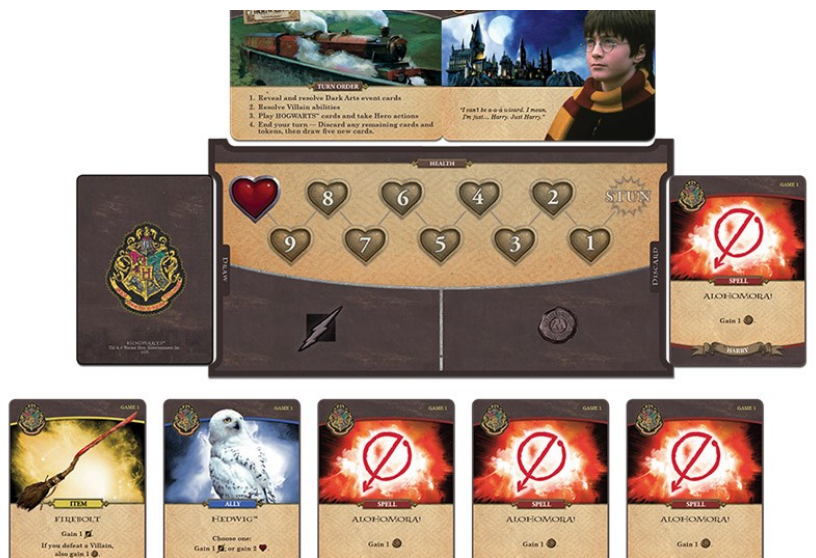 TURN ORDER
1. Reveal and resolve Dark Arts event cards
2. Resolve Villain abilities
3. Play HOGWARTS™ cards and take Hero actions
4. End your turn — Discard any remaining cards and
tokens, then draw five new cards.
"I can't be a-a-a wizard. I mean,
I'm just... Harry. Just Harry."
HEALTH
8 6 4 2 STUN
9 7 5 3 1
DRAW
DISCARD
GAME 1
SPELL
ALOHOMORA!
Gain 1
HARRY
GAME 1
ITEM
FIREBOLT
Gain 1
If you defeat a Villain,
also gain 1
GAME 1
ALLY
HEDWIG™
Choose one:
Gain 1 , or gain 2
GAME 1
SPELL
ALOHOMORA!
Gain 1
GAME 1
SPELL
ALOHOMORA!
Gain 1
GAME 1
SPELL
ALOHOMORA!
Gain 1